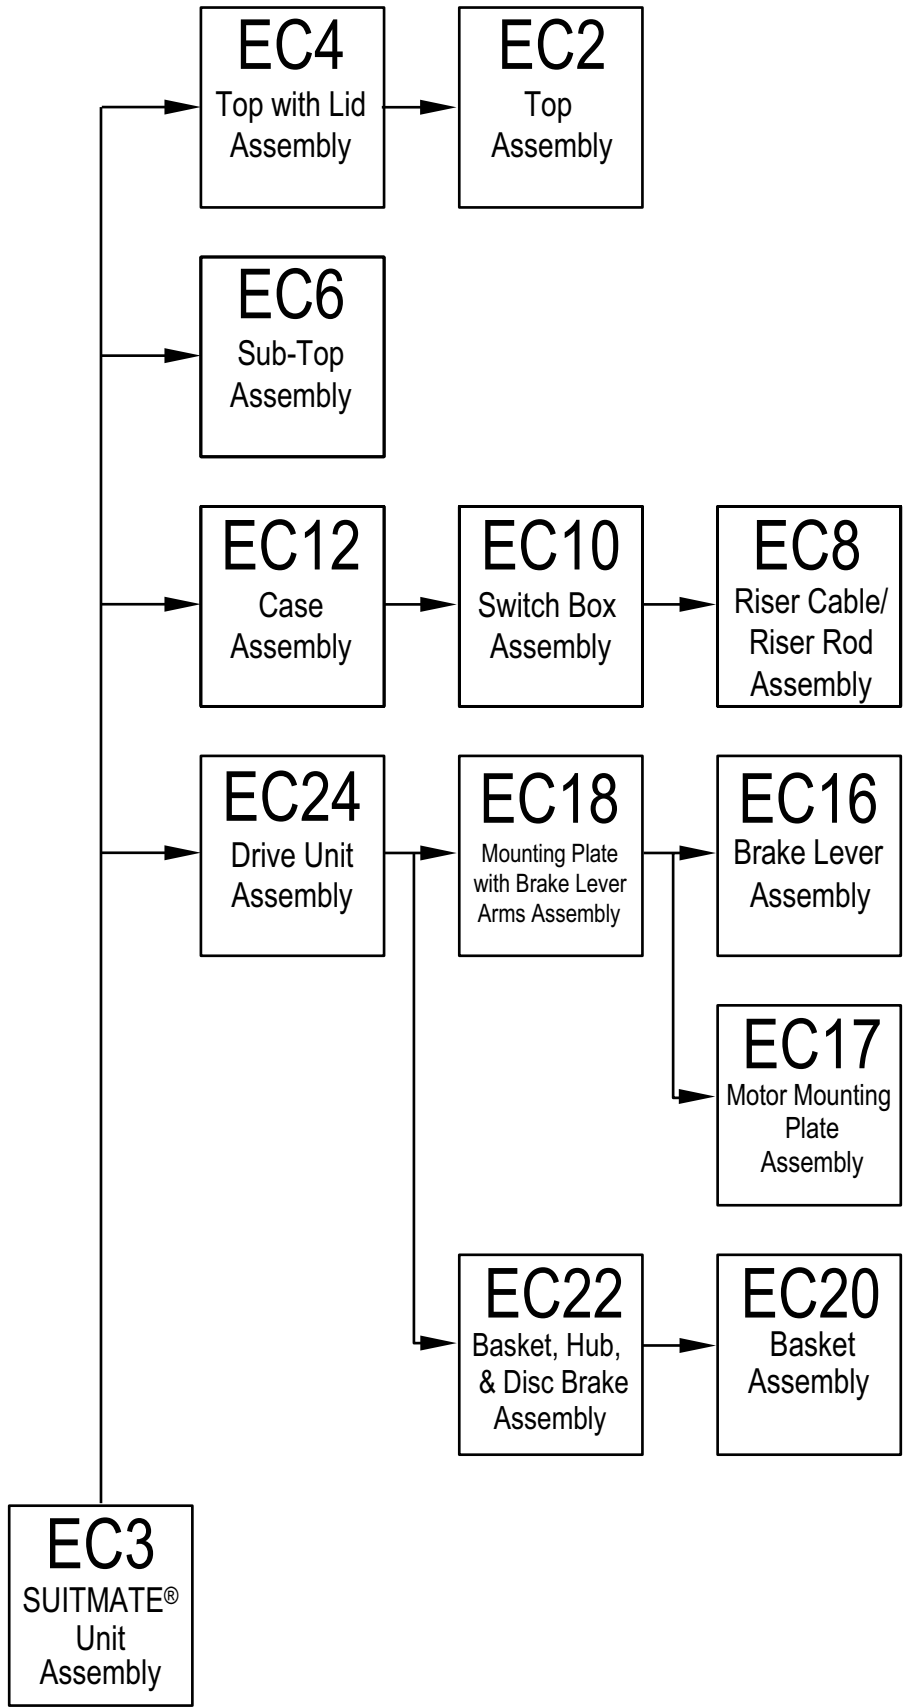 EC4
Top with Lid
Assembly
EC2
Top
Assembly
EC6
Sub-Top
Assembly
EC12
Case
Assembly
EC10
Switch Box
Assembly
EC8
Riser Cable/
Riser Rod
Assembly
EC24
Drive Unit
Assembly
EC18
Mounting Plate
with Brake Lever
Arms Assembly
EC16
Brake Lever
Assembly
EC17
Motor Mounting
Plate
Assembly
EC22
Basket, Hub,
& Disc Brake
Assembly
EC20
Basket
Assembly
EC3
SUITMATE®
Unit
Assembly